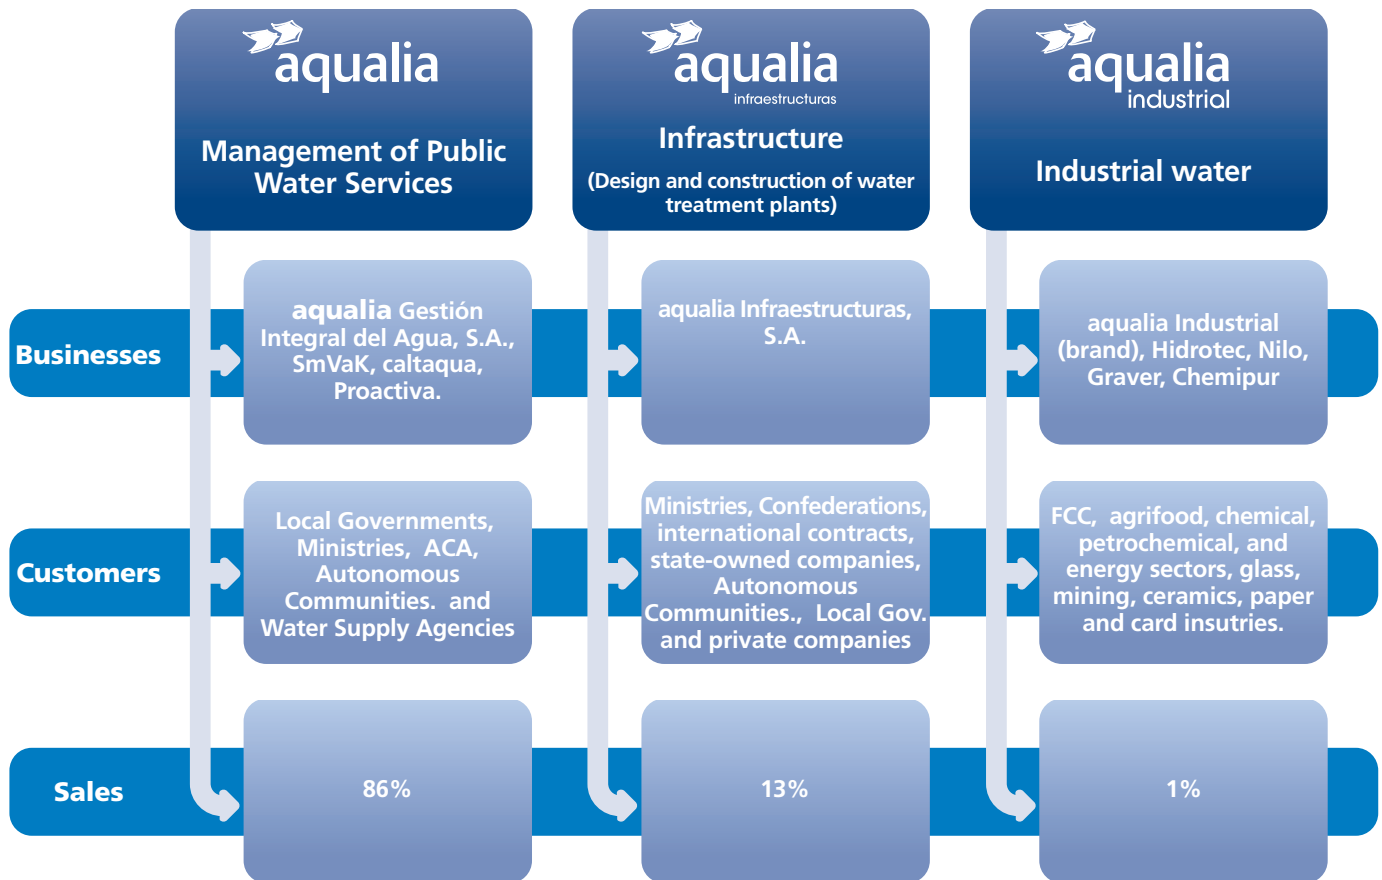 aqualia
Management of Public
Water Services
aqualia
infraestructuras
Infrastructure
(Design and construction of water
treatment plants)
aqualia
industrial
Industrial water
Businesses
aqualia Gestión
Integral del Agua, S.A.,
SmVaK, caltaqua,
Proactiva.
aqualia Infraestructuras,
S.A.
aqualia Industrial
(brand), Hidrotec, Nilo,
Graver, Chemipur
Customers
Local Governments,
Ministries, ACA,
Autonomous
Communities. and
Water Supply Agencies
Ministries, Confederations,
international contracts,
state-owned companies,
Autonomous
Communities., Local Gov.
and private companies
FCC, agrifood, chemical,
petrochemical, and
energy sectors, glass,
mining, ceramics, paper
and card insutries.
Sales
86%
13%
1%